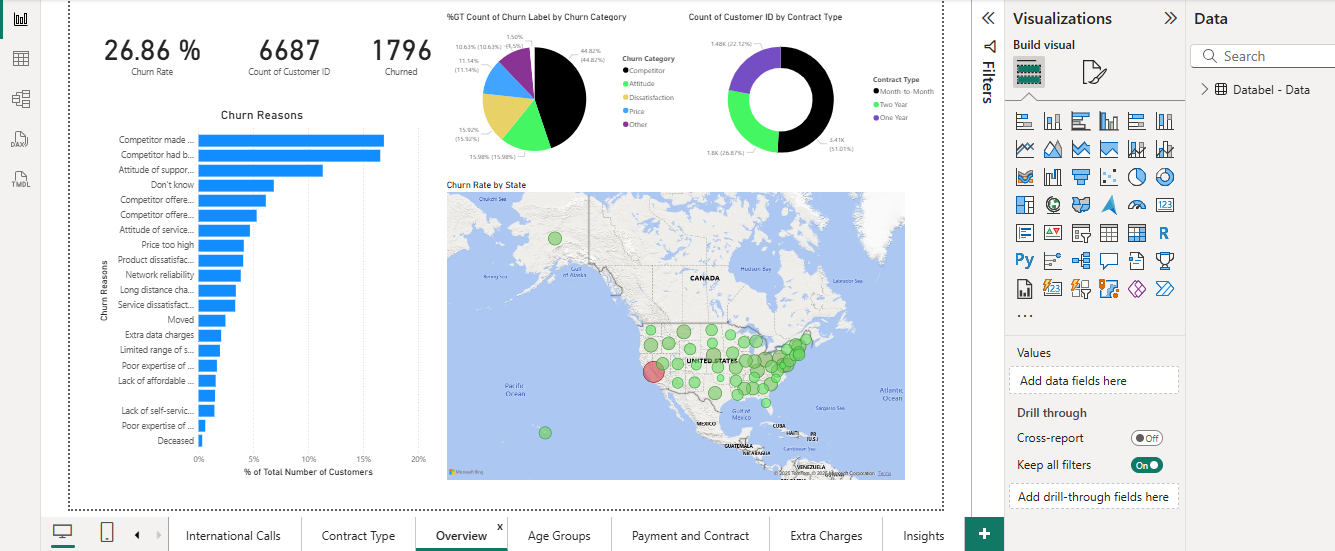 %GT Count of Churn Label by Churn Category
Count of Customer ID by Contract Type
26.86 %
Churn Rate
6687
Count of Customer ID
1796
Churned
1.50%
(1.5%)
10.63% (10.63%)
11.14%
(11.14%)
15.92%
(15.92%)
15.98% (15.98%)
44.82%
(44.82%)
Churn Category
Competitor
Attitude
Dissatisfaction
Price
Other
1.48K (22.12%)
1.8K (26.87%)
3.41K
(51.01%)
Contract Type
Month-to-Month
Two Year
One Year
Churn Reasons
Churn Reasons
Competitor made ...
Competitor had b...
Attitude of suppor...
Don't know
Competitor offere...
Competitor offere...
Attitude of service...
Price too high
Product dissatisfac...
Network reliability
Long distance cha...
Service dissatisfact...
Moved
Extra data charges
Limited range of s...
Poor expertise of ...
Lack of affordable ...
Lack of self-servic...
Poor expertise of ...
Deceased
0%
5%
10%
15%
20%
% of Total Number of Customers
Churn Rate by State
Chukchi Sea
Bering Sea
Gulf
of Alaska
CANADA
Hudson Bay
Labrador Sea
UNITED STATES
Pacific
Ocean
Atlantic
Ocean
Sargasso Sea
Gulf of
Mexico
MEXICO
CUBA
HAITI
PR
(U.S.)
GUATEMALA
NICARAGUA
Caribbean Sea
VENEZUELA
Microsoft Bing
Terms
Filters
Visualizations
Build visual
Values
Add data fields here
Drill through
Cross-report
Off
Keep all filters
On
Add drill-through fields here
...
123
R
Py
123
Data
Search
Databel - Data
DAX
TMDL
International Calls
Contract Type
Overview
x
Age Groups
Payment and Contract
Extra Charges
Insights
+